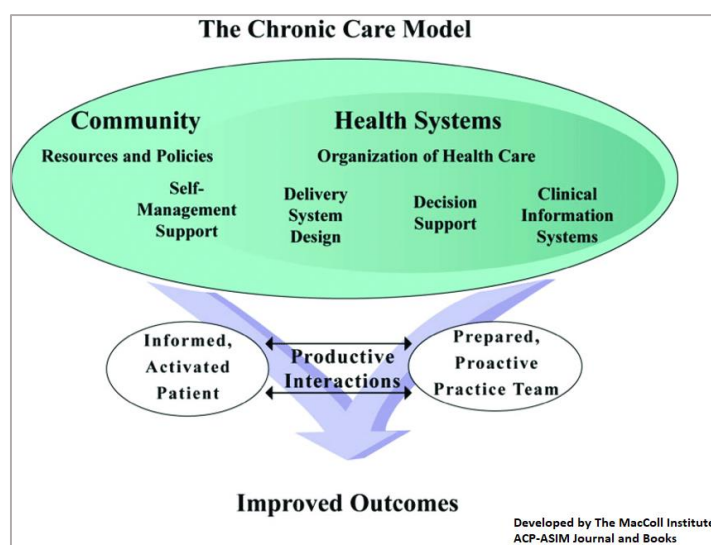 The Chronic Care Model
Community
Resources and Policies
Health Systems
Organization of Health Care
Self-
Management
Support
Delivery
System
Design
Decision
Support
Clinical
Information
Systems
Informed,
Activated
Patient
Productive
Interactions
Prepared,
Proactive
Practice Team
Improved Outcomes
Developed by The MacColl Institute
ACP-ASIM Journal and Books